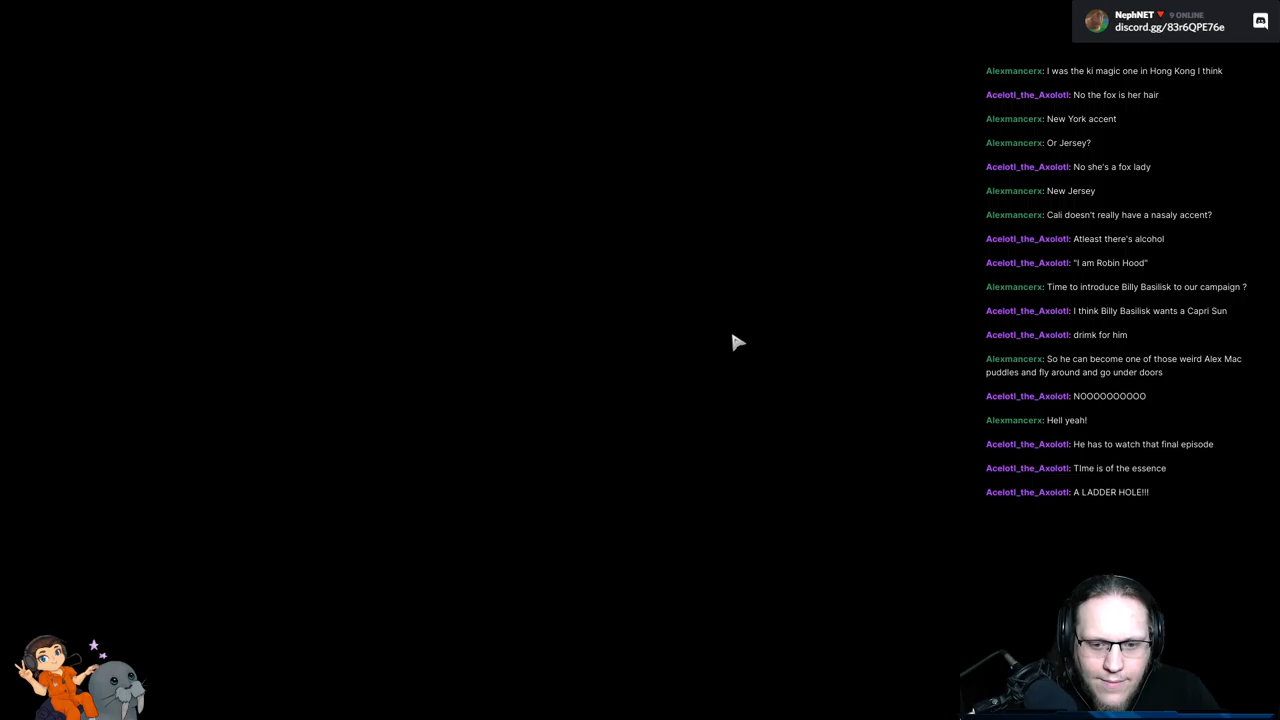 NephNET 9 ONLINE
discord.gg/83r6QPE76e
Alexmancerx: I was the ki magic one in Hong Kong I think
Acelotl_the_Axolotl: No the fox is her hair
Alexmancerx: New York accent
Alexmancerx: Or Jersey?
Acelotl_the_Axolotl: No she's a fox lady
Alexmancerx: New Jersey
Alexmancerx: Cali doesn't really have a nasaly accent?
Acelotl_the_Axolotl: Atleast there's alcohol
Acelotl_the_Axolotl: "I am Robin Hood"
Alexmancerx: Time to introduce Billy Basilisk to our campaign ?
Acelotl_the_Axolotl: I think Billy Basilisk wants a Capri Sun
Acelotl_the_Axolotl: drink for him
Alexmancerx: So he can become one of those weird Alex Mac
puddles and fly around and go under doors
Acelotl_the_Axolotl: NOOOOOOOOOO
Alexmancerx: Hell yeah!
Acelotl_the_Axolotl: He has to watch that final episode
Acelotl_the_Axolotl: TIme is of the essence
Acelotl_the_Axolotl: A LADDER HOLE!!!